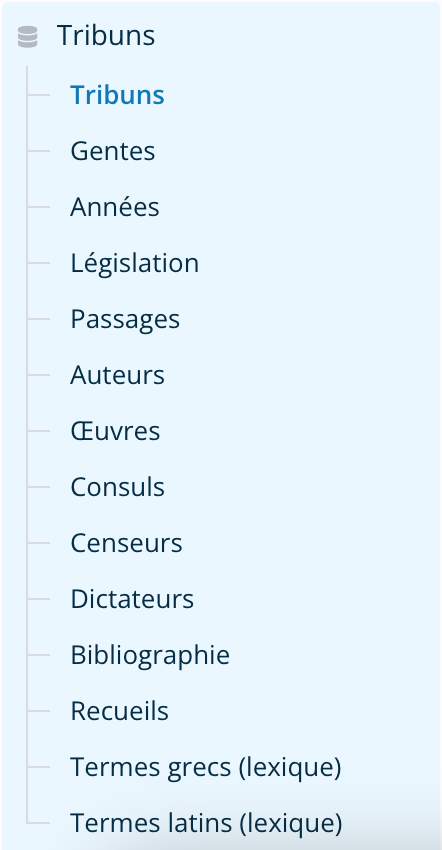 Tribuns
Tribuns
Gentes
Années
Législation
Passages
Auteurs
Œuvres
Consuls
Censeurs
Dictateurs
Bibliographie
Recueils
Termes grecs (lexique)
Termes latins (lexique)